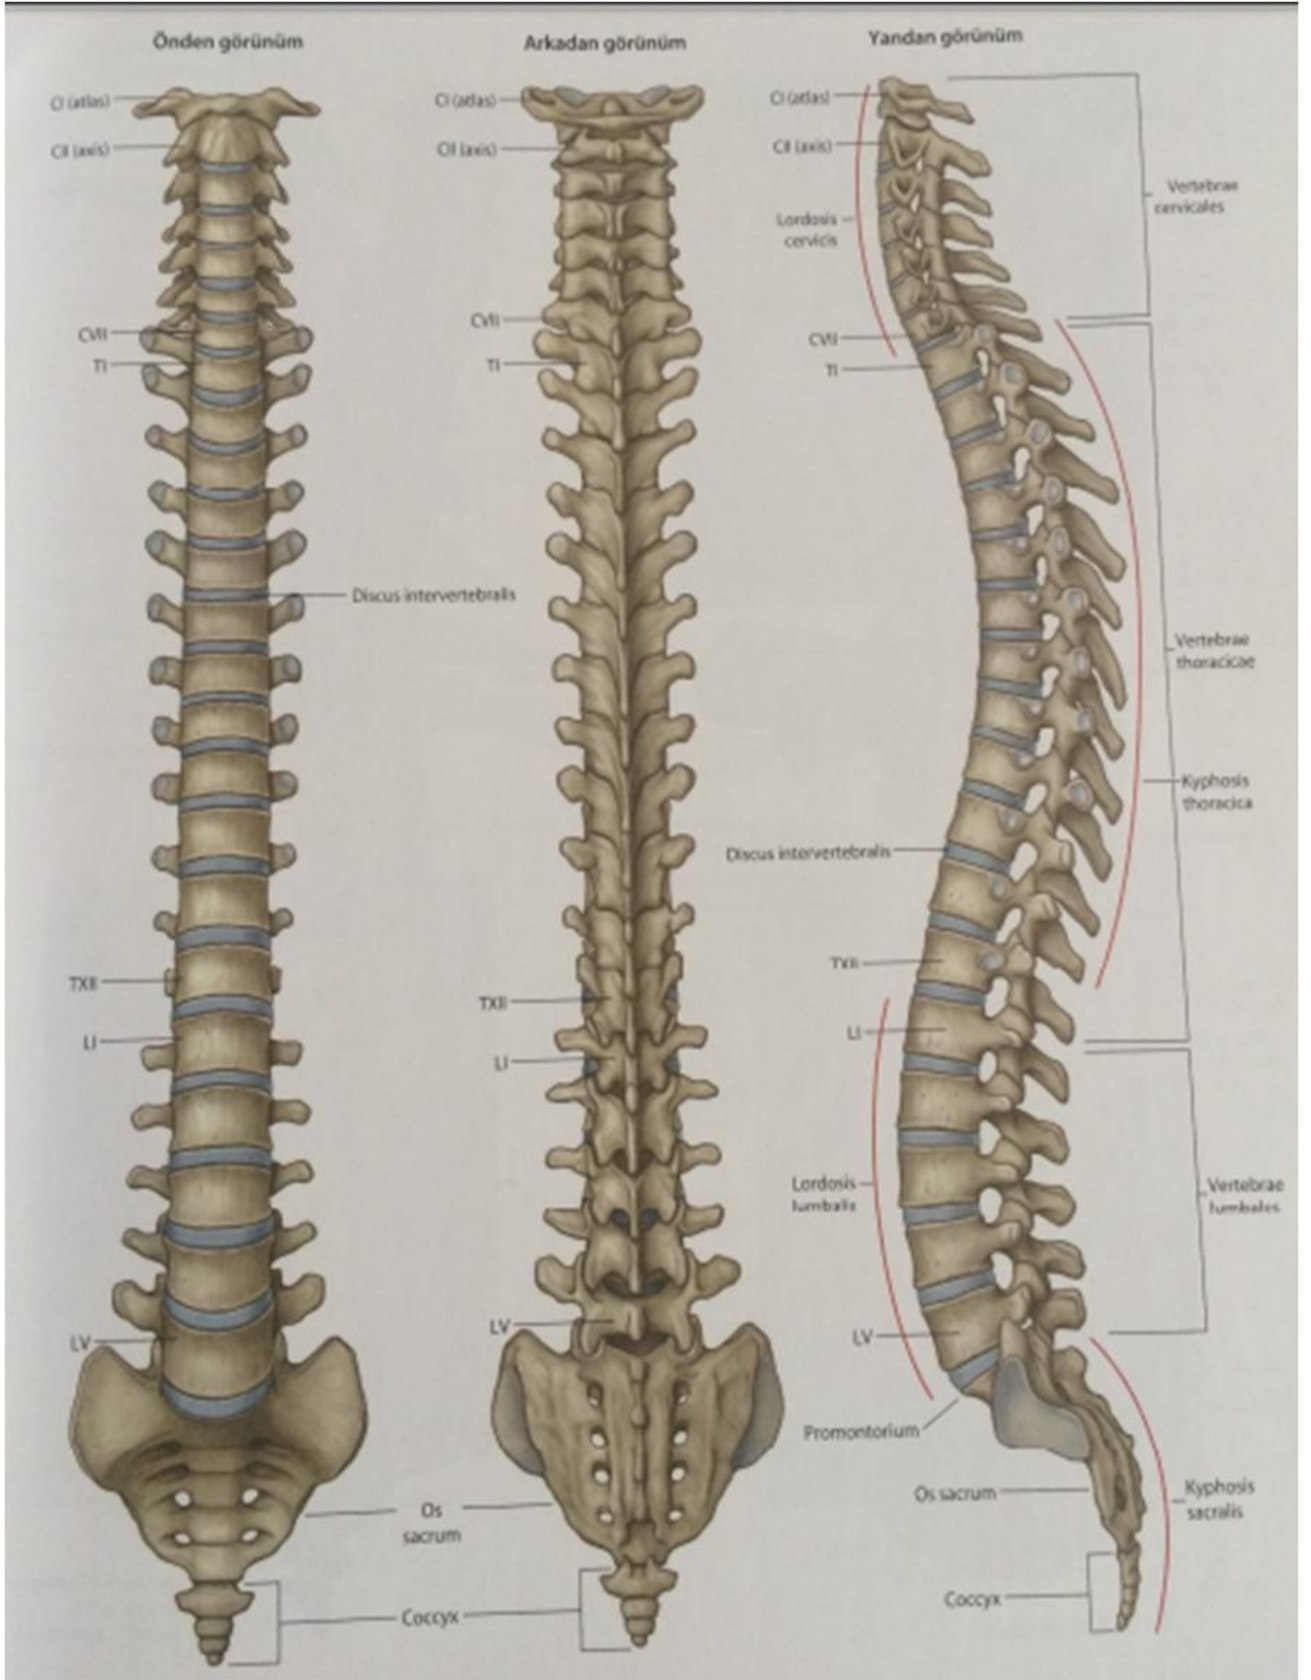 Önden görünüm
CI (atlas)
CII (axis)
CVII
TI
Discus intervertebralis
TXII
LI
LV
Os
sacrum
Coccyx
Arkadan görünüm
CI (atlas)
CII (axis)
CVII
TI
TXII
LI
LV
Yandan görünüm
CI (atlas)
CII (axis)
Lordosis
cervicis
CVII
TI
Discus intervertebralis
TXII
LI
Lordosis
lumbalis
LV
Promontorium
Os sacrum
Coccyx
Vertebrae
cervicales
Vertebrae
thoracicae
Kyphosis
thoracica
Vertebrae
lumbales
Kyphosis
sacralis